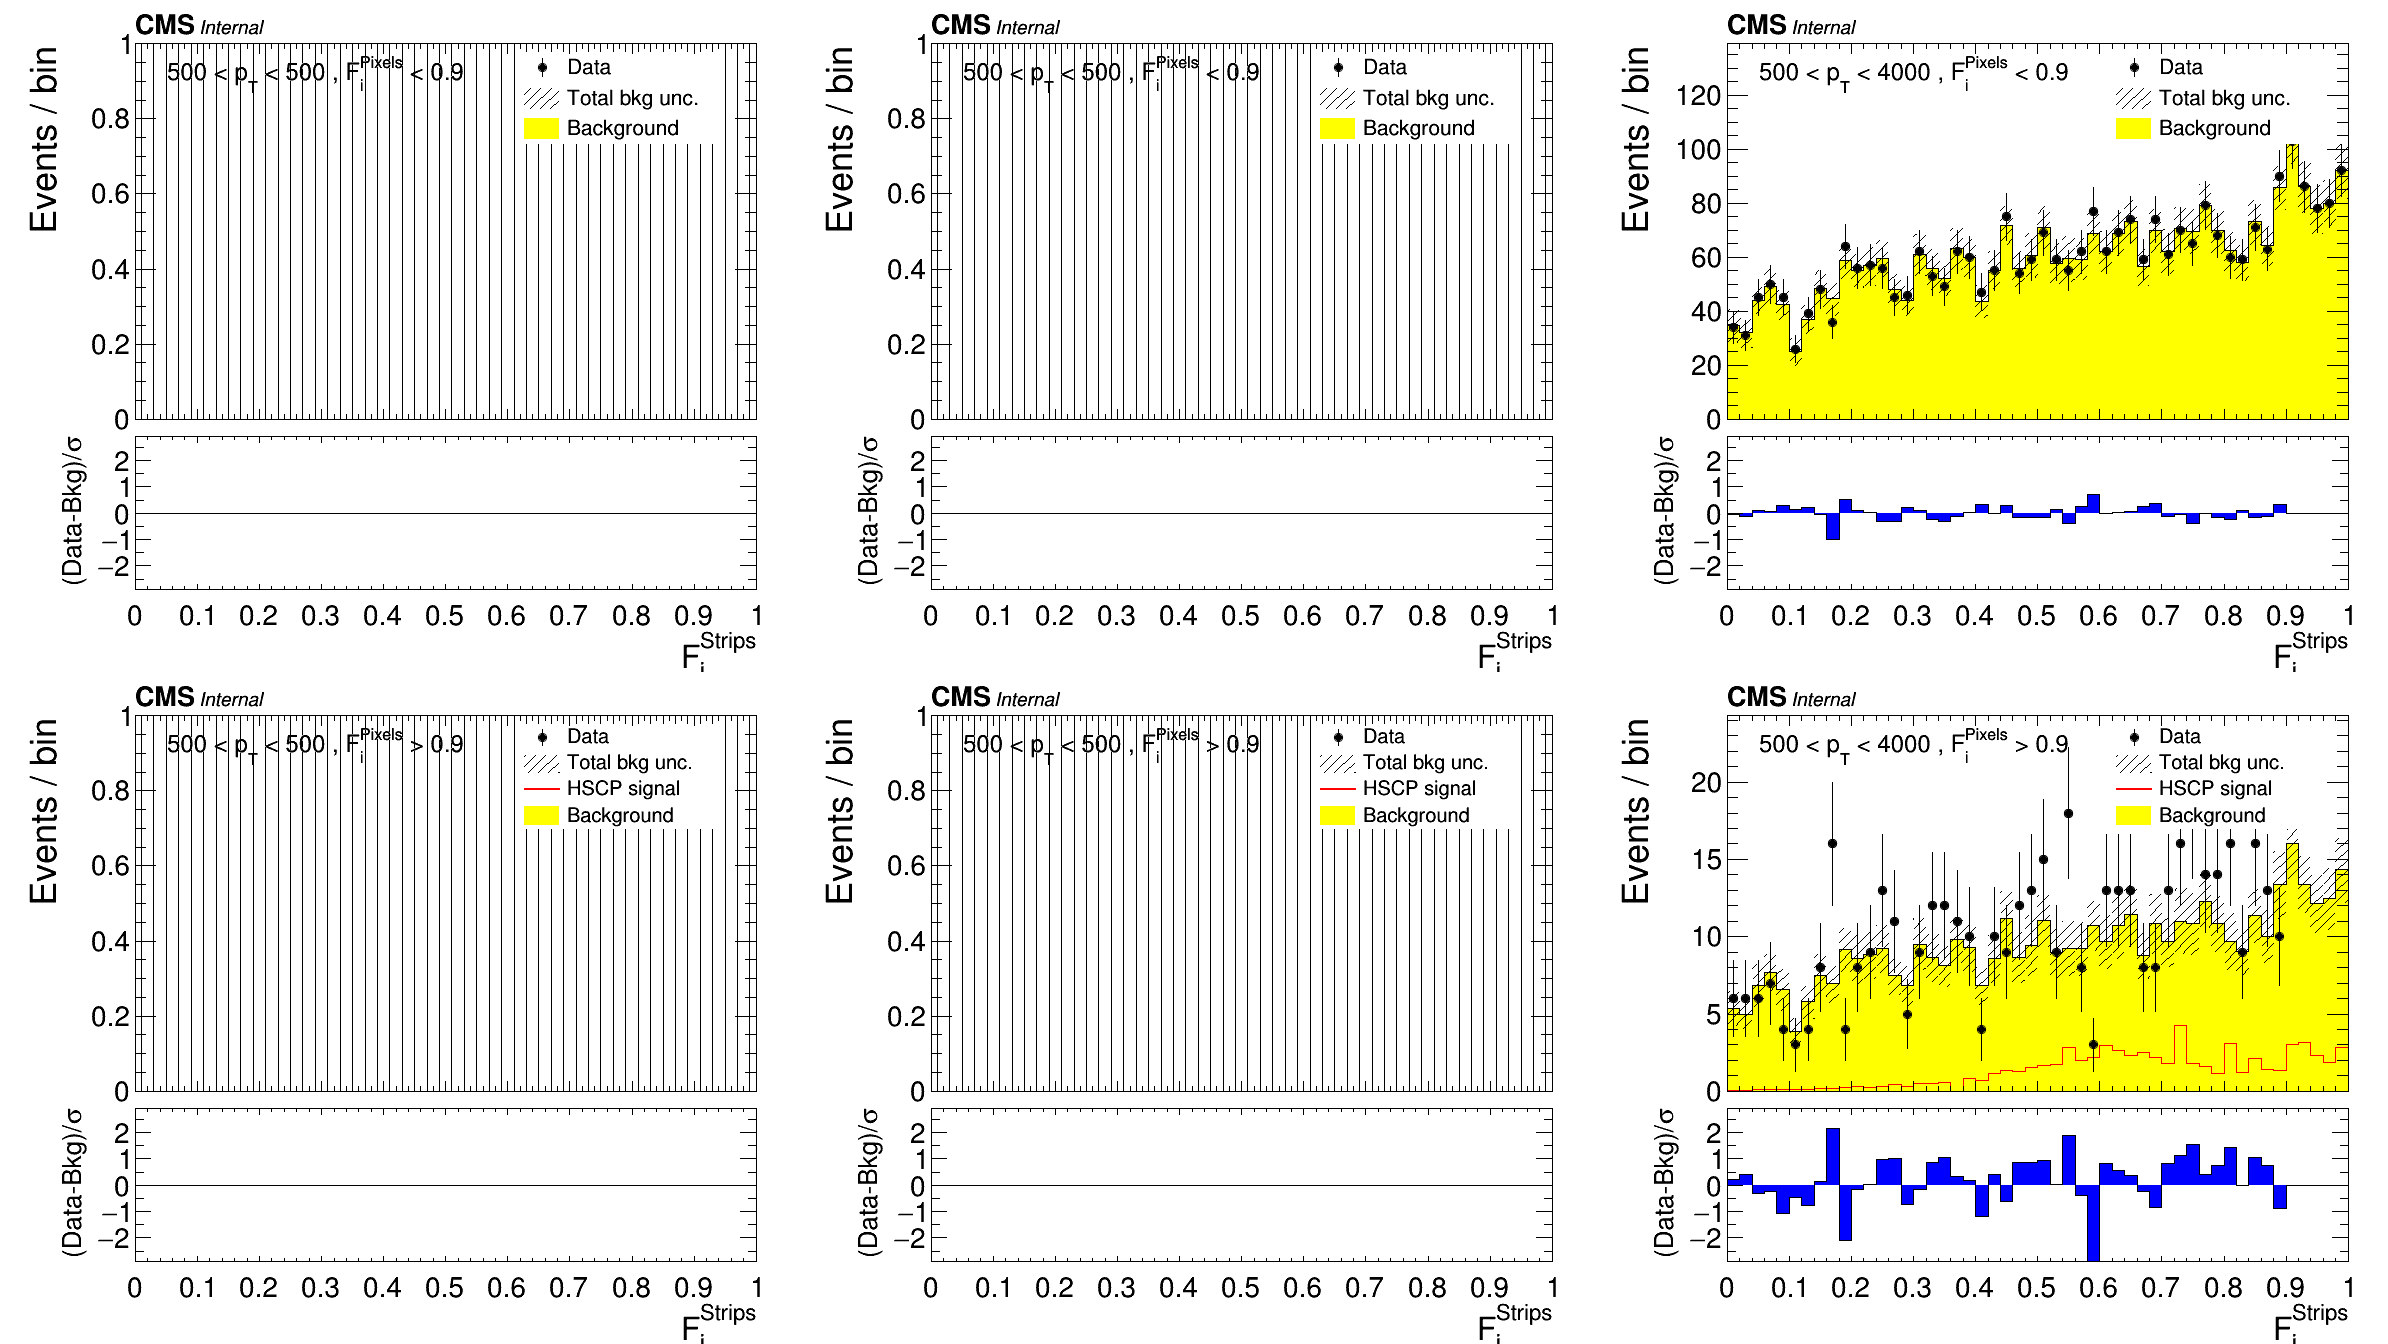 CMS Internal
Events / bin
500 < p_T < 500 , F_i^Pixels < 0.9
Data
Total bkg unc.
Background
1
0.8
0.6
0.4
0.2
0
(Data-Bkg)/σ
2
1
0
−1
−2
0 0.1 0.2 0.3 0.4 0.5 0.6 0.7 0.8 0.9 1
F_i^Strips
CMS Internal
Events / bin
500 < p_T < 500 , F_i^Pixels < 0.9
Data
Total bkg unc.
Background
1
0.8
0.6
0.4
0.2
0
(Data-Bkg)/σ
2
1
0
−1
−2
0 0.1 0.2 0.3 0.4 0.5 0.6 0.7 0.8 0.9 1
F_i^Strips
CMS Internal
Events / bin
500 < p_T < 4000 , F_i^Pixels < 0.9
Data
Total bkg unc.
Background
120
100
80
60
40
20
0
(Data-Bkg)/σ
2
1
0
−1
−2
0 0.1 0.2 0.3 0.4 0.5 0.6 0.7 0.8 0.9 1
F_i^Strips
CMS Internal
Events / bin
500 < p_T < 500 , F_i^Pixels > 0.9
Data
Total bkg unc.
HSCP signal
Background
1
0.8
0.6
0.4
0.2
0
(Data-Bkg)/σ
2
1
0
−1
−2
0 0.1 0.2 0.3 0.4 0.5 0.6 0.7 0.8 0.9 1
F_i^Strips
CMS Internal
Events / bin
500 < p_T < 500 , F_i^Pixels > 0.9
Data
Total bkg unc.
HSCP signal
Background
1
0.8
0.6
0.4
0.2
0
(Data-Bkg)/σ
2
1
0
−1
−2
0 0.1 0.2 0.3 0.4 0.5 0.6 0.7 0.8 0.9 1
F_i^Strips
CMS Internal
Events / bin
500 < p_T < 4000 , F_i^Pixels > 0.9
Data
Total bkg unc.
HSCP signal
Background
20
15
10
5
0
(Data-Bkg)/σ
2
1
0
−1
−2
0 0.1 0.2 0.3 0.4 0.5 0.6 0.7 0.8 0.9 1
F_i^Strips